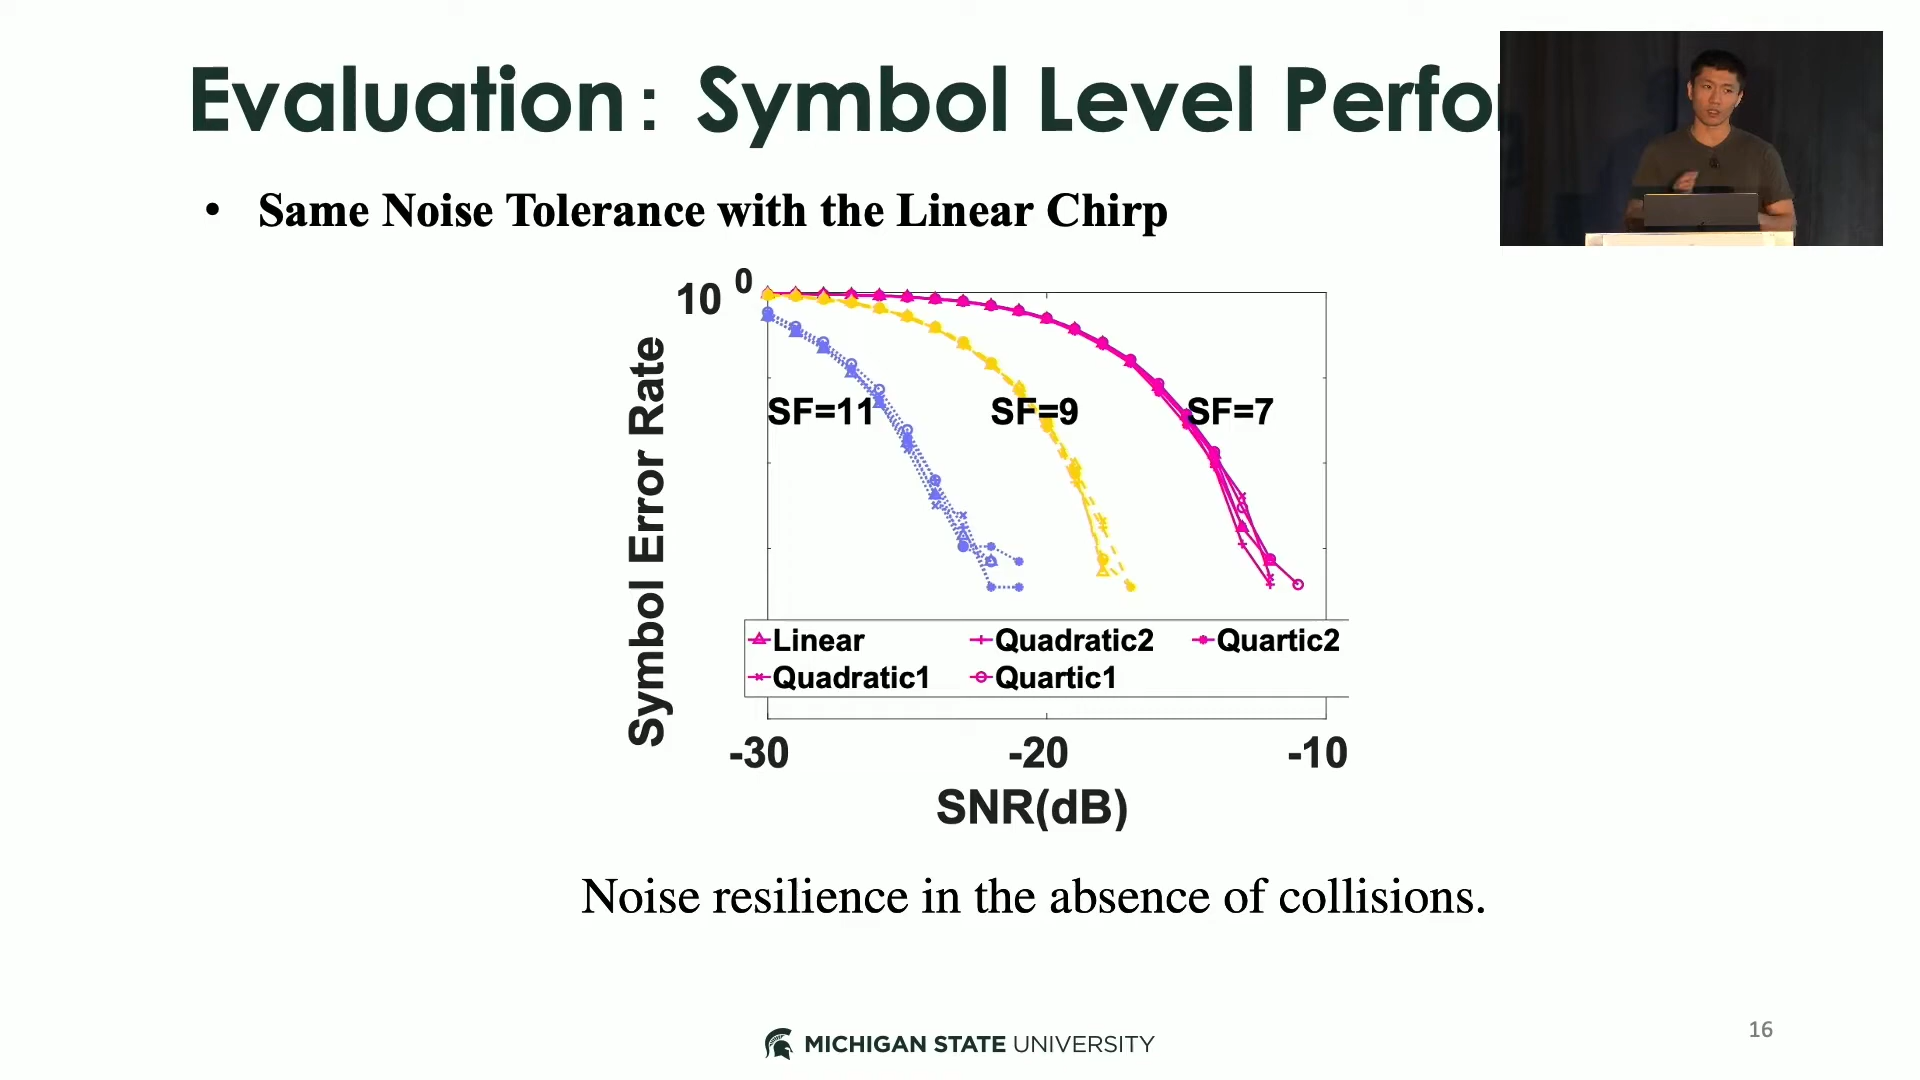 Evaluation: Symbol Level Perfo
• Same Noise Tolerance with the Linear Chirp
10 0
Symbol Error Rate
SF=11
SF=9
SF=7
Linear
Quadratic2
Quartic2
Quadratic1
Quartic1
-30
-20
-10
SNR(dB)
Noise resilience in the absence of collisions.
MICHIGAN STATE UNIVERSITY
16